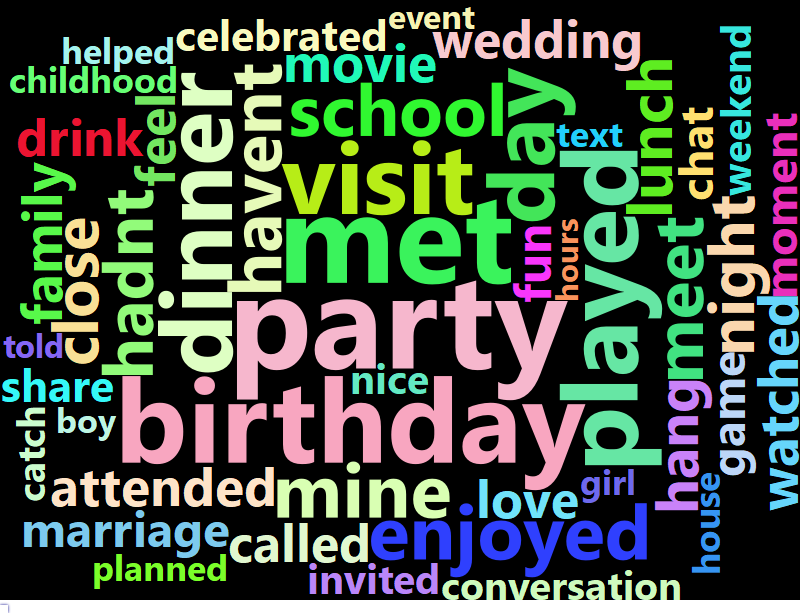 event
celebrated
wedding
helped
movie
childhood
school
day
lunch
weekend
dinner
havent
feel
drink
text
chat
moment
visit
met
played
family
close
hadnt
fun
hours
meet
night
told
party
watched
share
nice
birthday
hang
game
boy
catch
attended
mine
love
girl
house
marriage
called
enjoyed
planned
invited
conversation